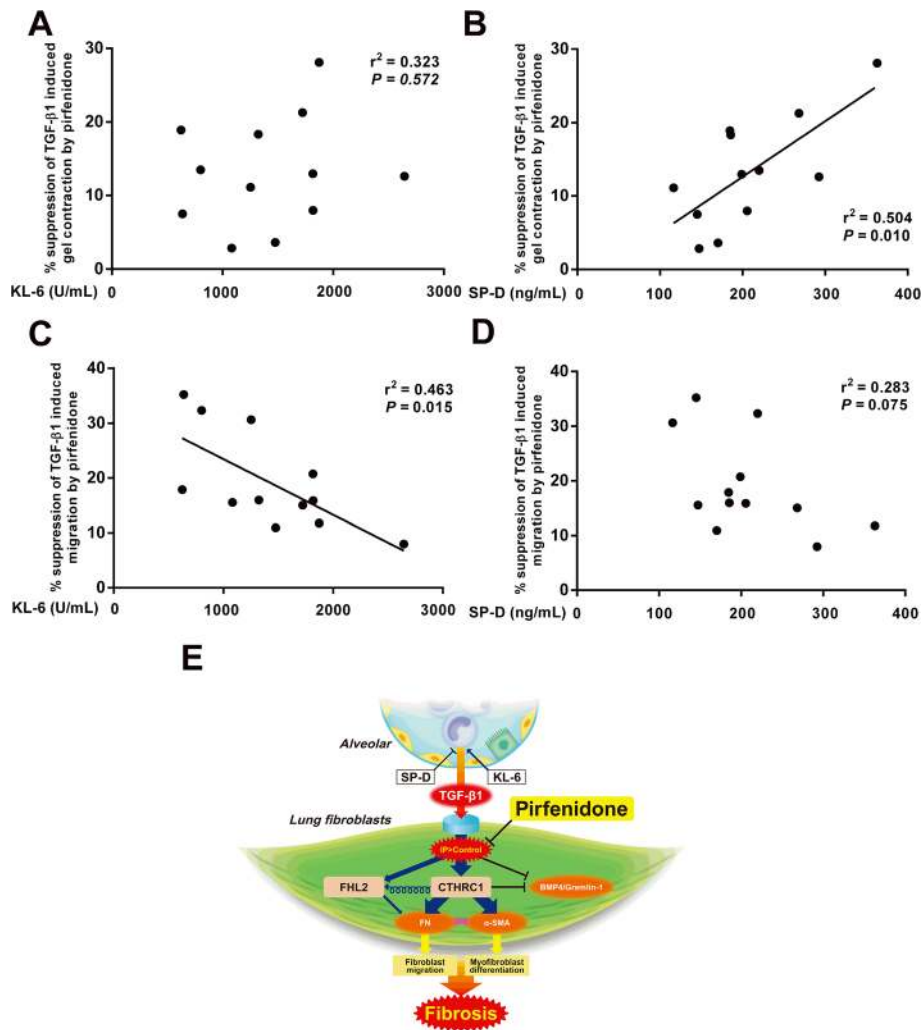 A
% suppression of TGF-β1 induced
gel contraction by pirfenidone
30
20
10
0
r² = 0.323
P = 0.572
KL-6 (U/mL)
1000
2000
3000
B
% suppression of TGF-β1 induced
gel contraction by pirfenidone
30
20
10
0
r² = 0.504
P = 0.010
SP-D (ng/mL)
100
200
300
400
C
% suppression of TGF-β1 induced
migration by pirfenidone
40
30
20
10
0
r² = 0.463
P = 0.015
KL-6 (U/mL)
0
1000
2000
3000
D
% suppression of TGF-β1 induced
migration by pirfenidone
40
30
20
10
0
r² = 0.283
P = 0.075
SP-D (ng/mL)
0
100
200
300
400
E
Alveolar
SP-D
KL-6
TGF-β1
Pirfenidone
Lung fibroblasts
IP>Control
FHL2
CTHRC1
BMP4/Gremlin-1
FN
α-SMA
Fibroblast
migration
Myofibroblast
differentiation
Fibrosis